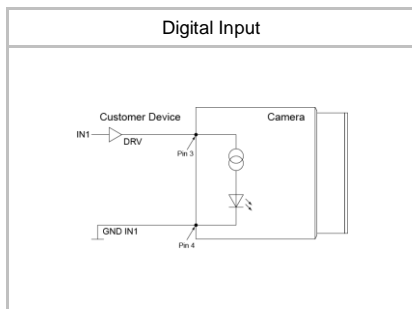 Digital Input
Customer Device
Camera
IN1
DRV
Pin 3
GND IN1
Pin 4